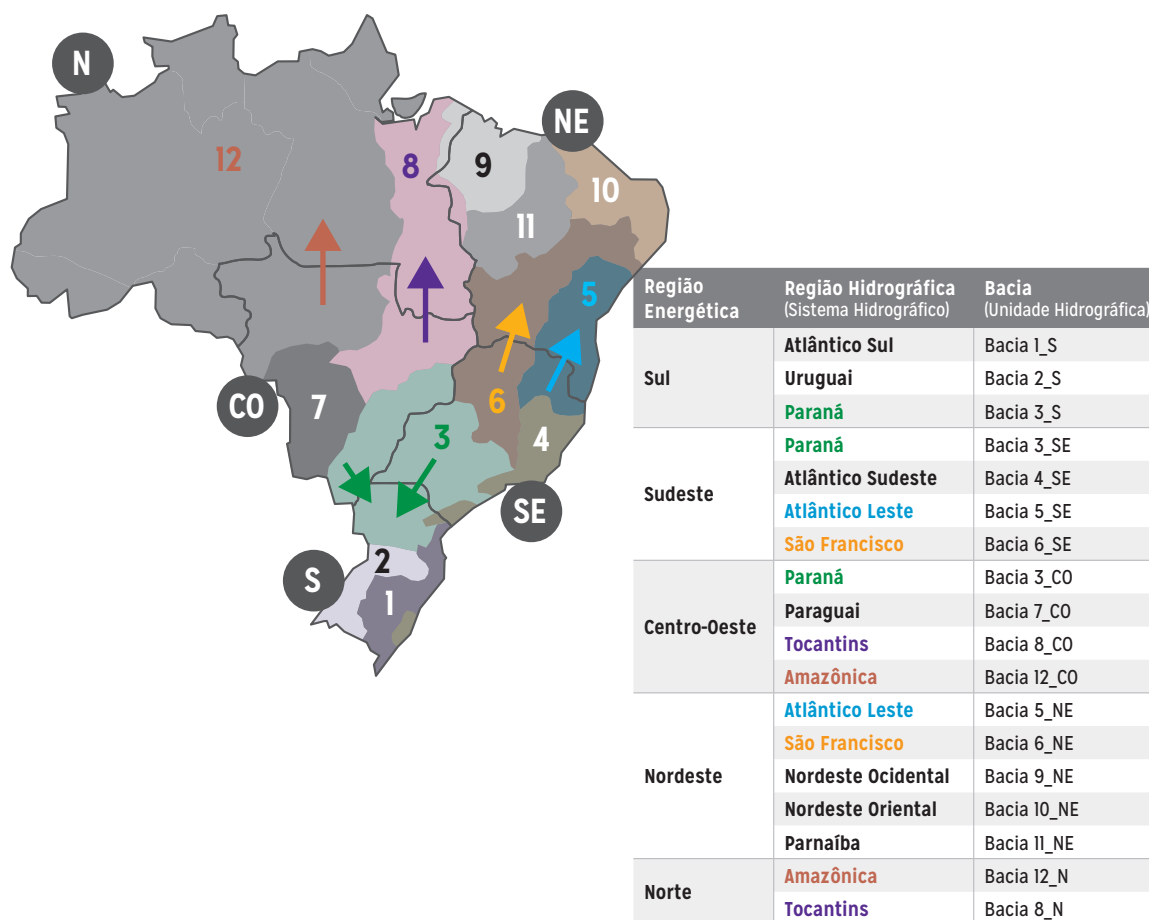 N
NE
12
8
9
10
11
5
CO
7
6
3
4
SE
2
S
1
Região Energética
Região Hidrográfica
(Sistema Hidrográfico)
Bacia
(Unidade Hidrográfica)
Sul
Atlântico Sul Bacia 1_S
Uruguai Bacia 2_S
Paraná Bacia 3_S
Sudeste
Paraná Bacia 3_SE
Atlântico Sudeste Bacia 4_SE
Atlântico Leste Bacia 5_SE
São Francisco Bacia 6_SE
Centro-Oeste
Paraná Bacia 3_CO
Paraguai Bacia 7_CO
Tocantins Bacia 8_CO
Amazônica Bacia 12_CO
Nordeste
Atlântico Leste Bacia 5_NE
São Francisco Bacia 6_NE
Nordeste Ocidental Bacia 9_NE
Nordeste Oriental Bacia 10_NE
Parnaíba Bacia 11_NE
Norte
Amazônica Bacia 12_N
Tocantins Bacia 8_N